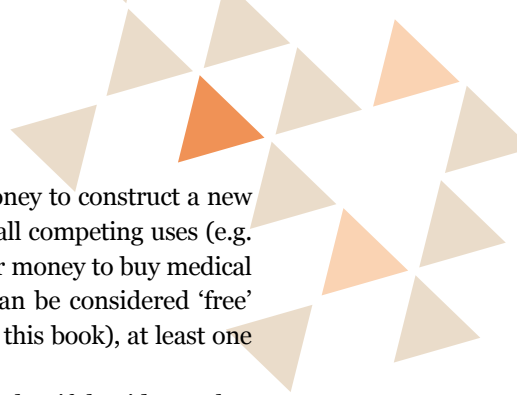 oney to construct a new
all competing uses (e.g.
r money to buy medical
an be considered ‘free’
this book), at least one